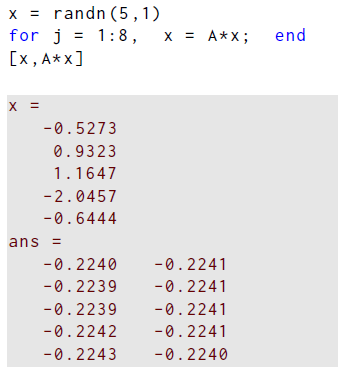 x = randn(5,1)
for j = 1:8,  x = A*x;  end
[x,A*x]
x =
   -0.5273
    0.9323
    1.1647
   -2.0457
   -0.6444
ans =
   -0.2240   -0.2241
   -0.2239   -0.2241
   -0.2239   -0.2241
   -0.2242   -0.2241
   -0.2243   -0.2240